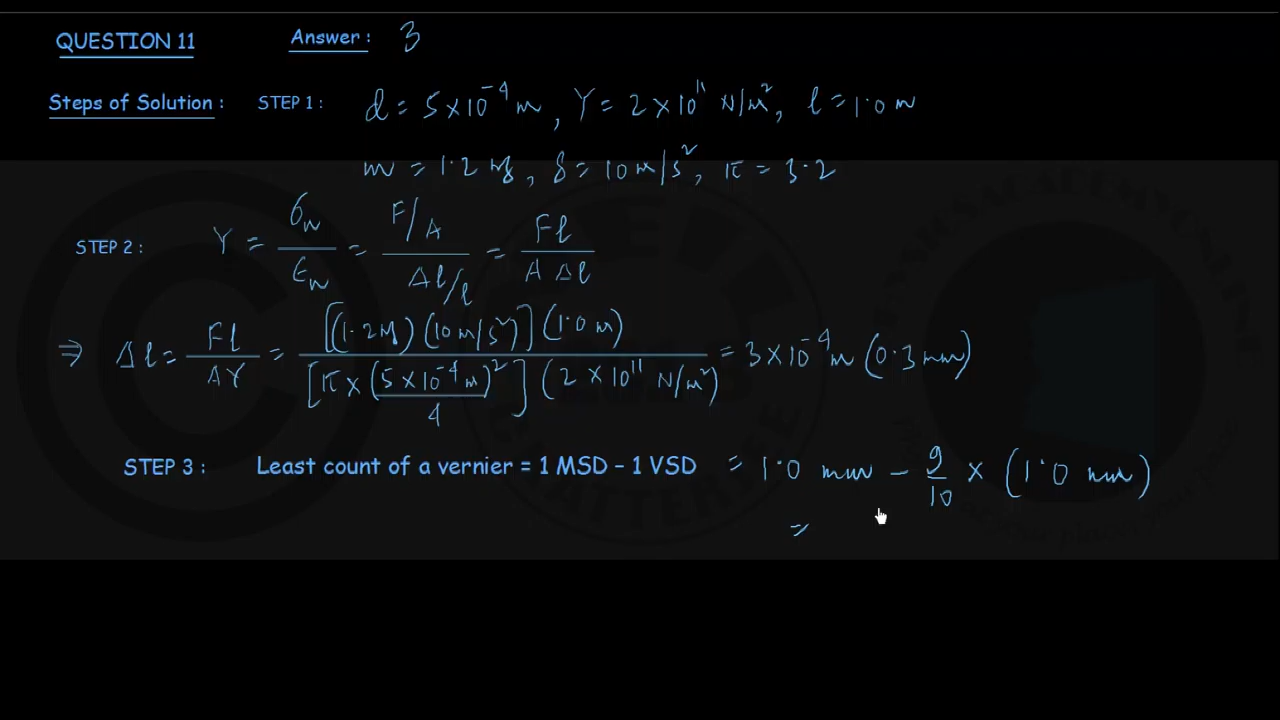 QUESTION 11 Answer : 3
Steps of Solution : STEP 1 : d = 5 × 10⁻⁴ m , Y = 2 × 10¹¹ N/m² , l = 1.0 m
m = 1.2 kg , g = 10 m/s² , π = 3.2
STEP 2 : Y = σₙ/εₙ = (F/A)/(Δl/l) = Fl/(A Δl)
⇒ Δl = Fl/(AY) = [(1.2 kg) (10 m/s²)] (1.0 m) / [π × (5 × 10⁻⁴ m)²/4] (2 × 10¹¹ N/m²) = 3 × 10⁻⁴ m (0.3 mm)
STEP 3 : Least count of a vernier = 1 MSD – 1 VSD = 1.0 mm – 9/10 × (1.0 mm)
=